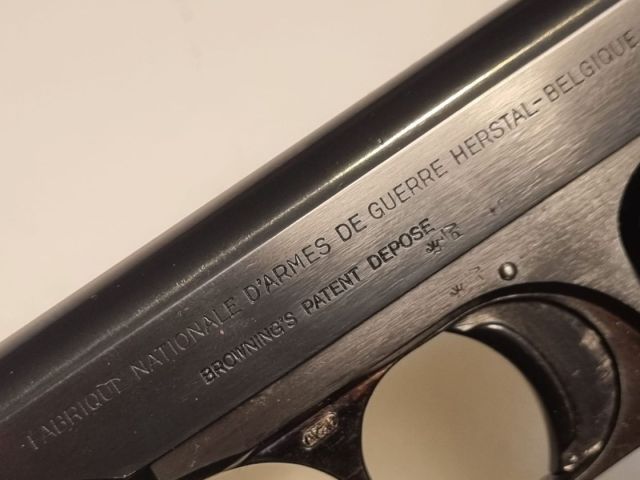 FABRIQUE NATIONALE D'ARMES DE GUERRE HERSTAL-BELGIQUE
BROWNING'S PATENT DEPOSE